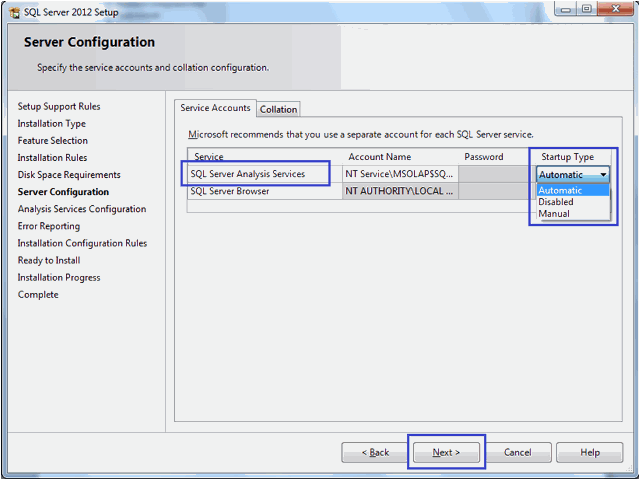 SQL Server 2012 Setup
Server Configuration
Specify the service accounts and collation configuration.
Setup Support Rules
Installation Type
Feature Selection
Installation Rules
Disk Space Requirements
Server Configuration
Analysis Services Configuration
Error Reporting
Installation Configuration Rules
Ready to Install
Installation Progress
Complete
Service Accounts Collation
Microsoft recommends that you use a separate account for each SQL Server service.
Service Account Name Password Startup Type
SQL Server Analysis Services NT Service\MSOLAP$SQ... Automatic
SQL Server Browser NT AUTHORITY\LOCAL ... Automatic
Disabled
Manual
< Back Next > Cancel Help